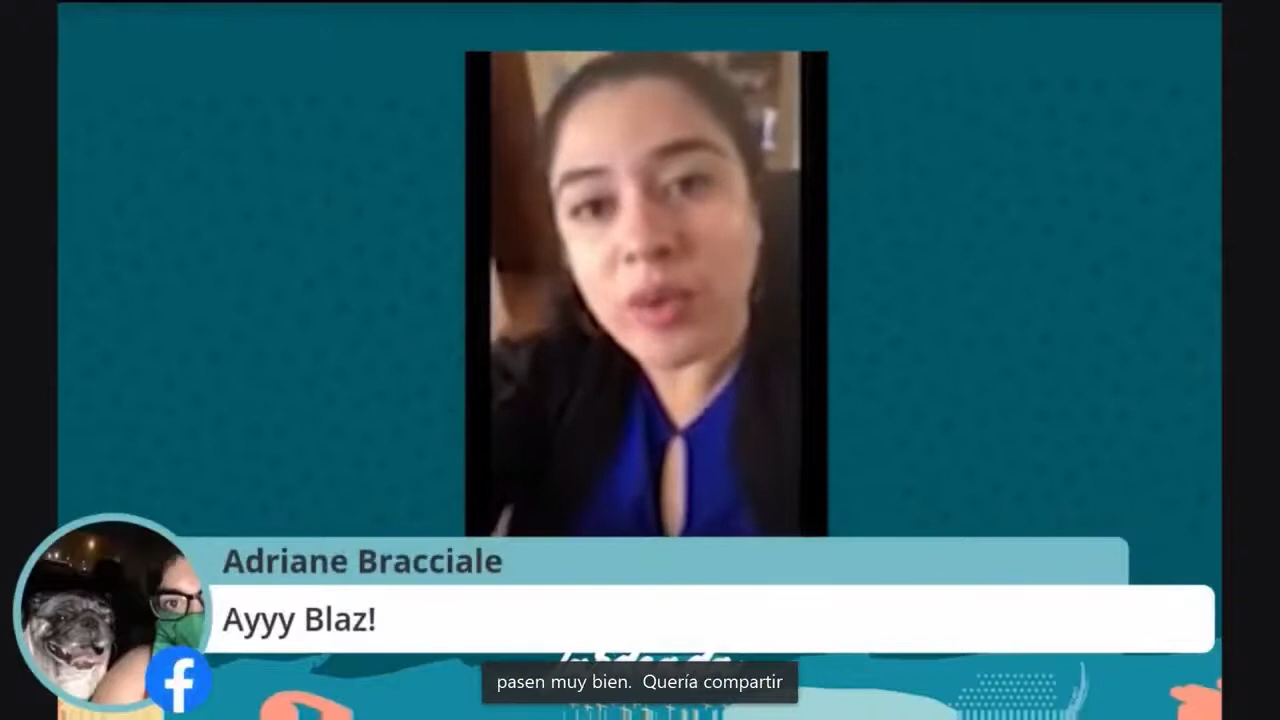 Adriane Bracciale
Ayyy Blaz!
pasen muy bien.  Quería compartir